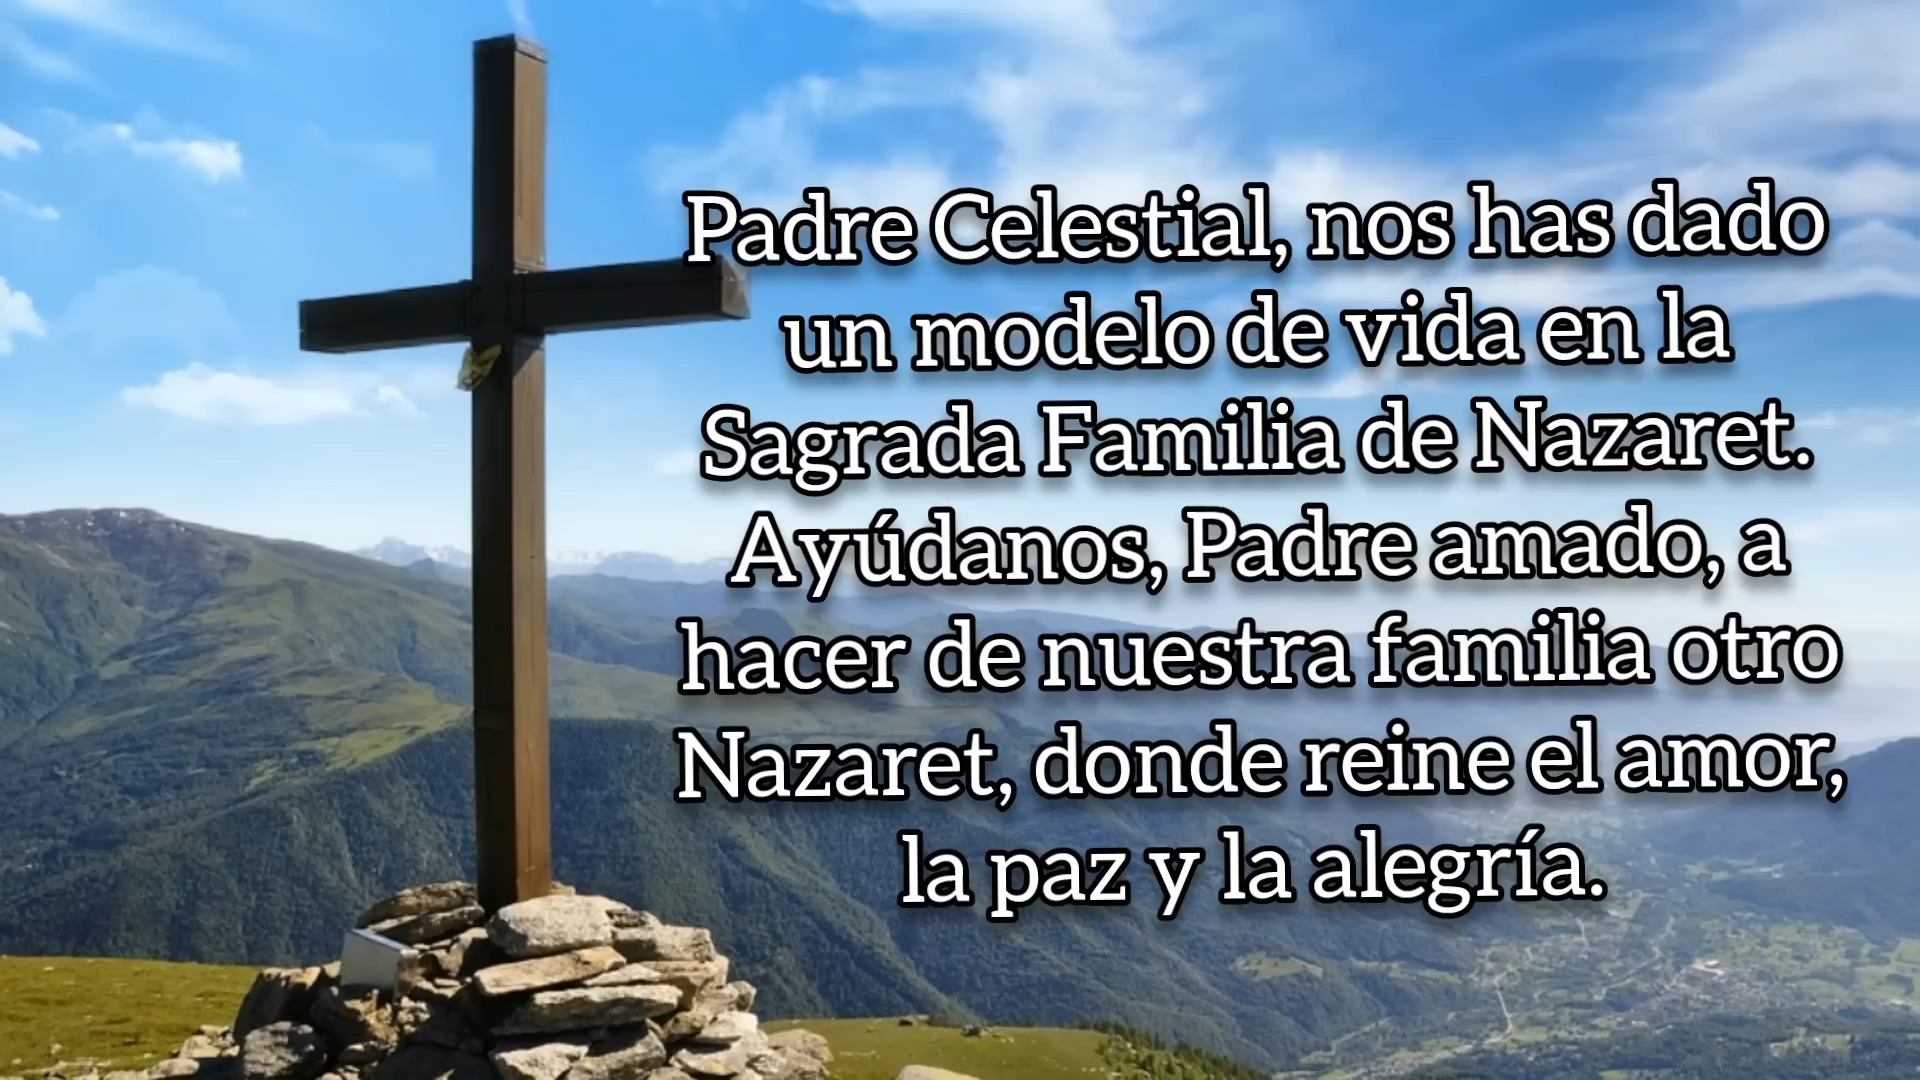 Padre Celestial, nos has dado
un modelo de vida en la
Sagrada Familia de Nazaret.
Ayúdanos, Padre amado, a
hacer de nuestra familia otro
Nazaret, donde reine el amor,
la paz y la alegría.